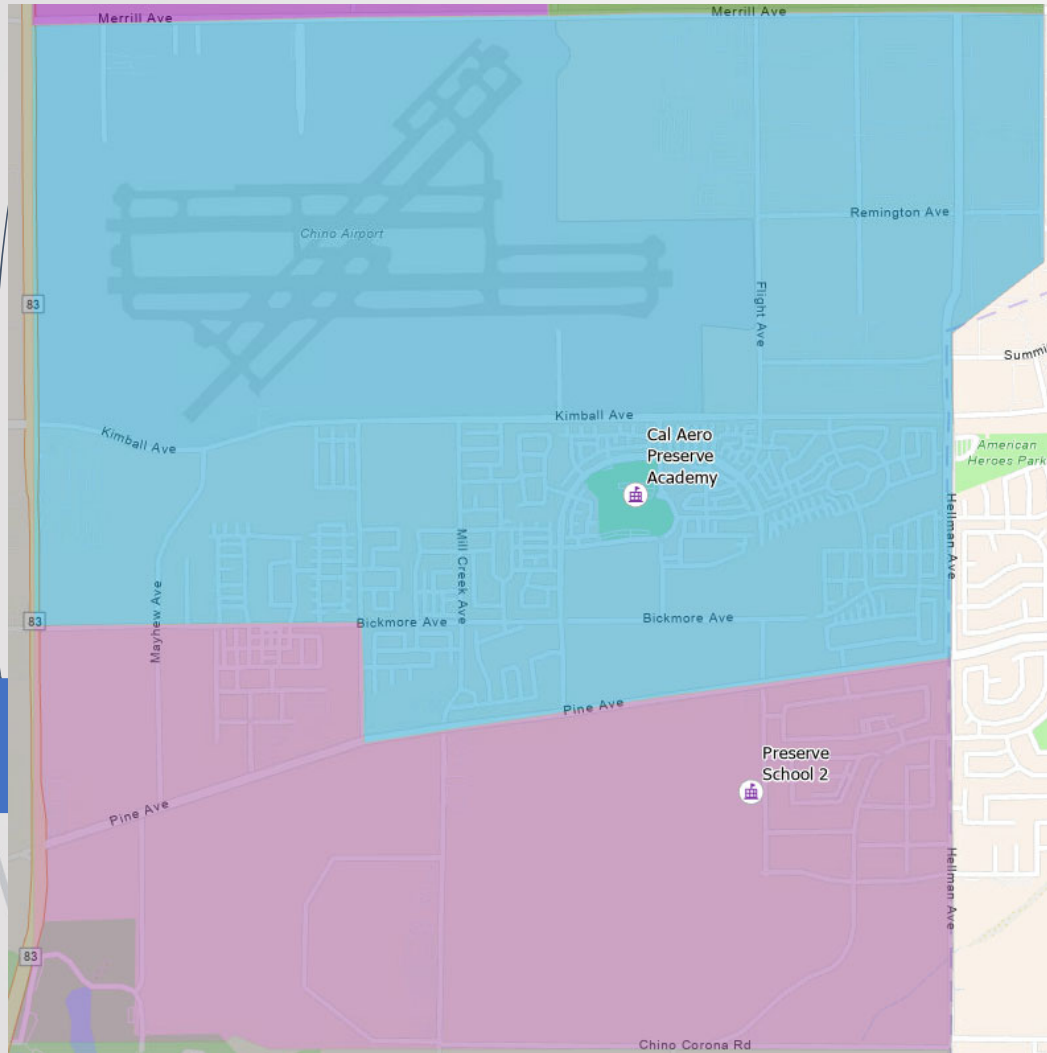 Merrill Ave
Merrill Ave
Remington Ave
Chino Airport
Flight Ave
83
Summi
Kimball Ave
Kimball Ave
Cal Aero
Preserve
Academy
American
Heroes Park
Hellman Ave
Mill Creek Ave
Mayhew Ave
83
Bickmore Ave
Bickmore Ave
Pine Ave
Preserve
School 2
Pine Ave
Hellman Ave
83
Chino Corona Rd